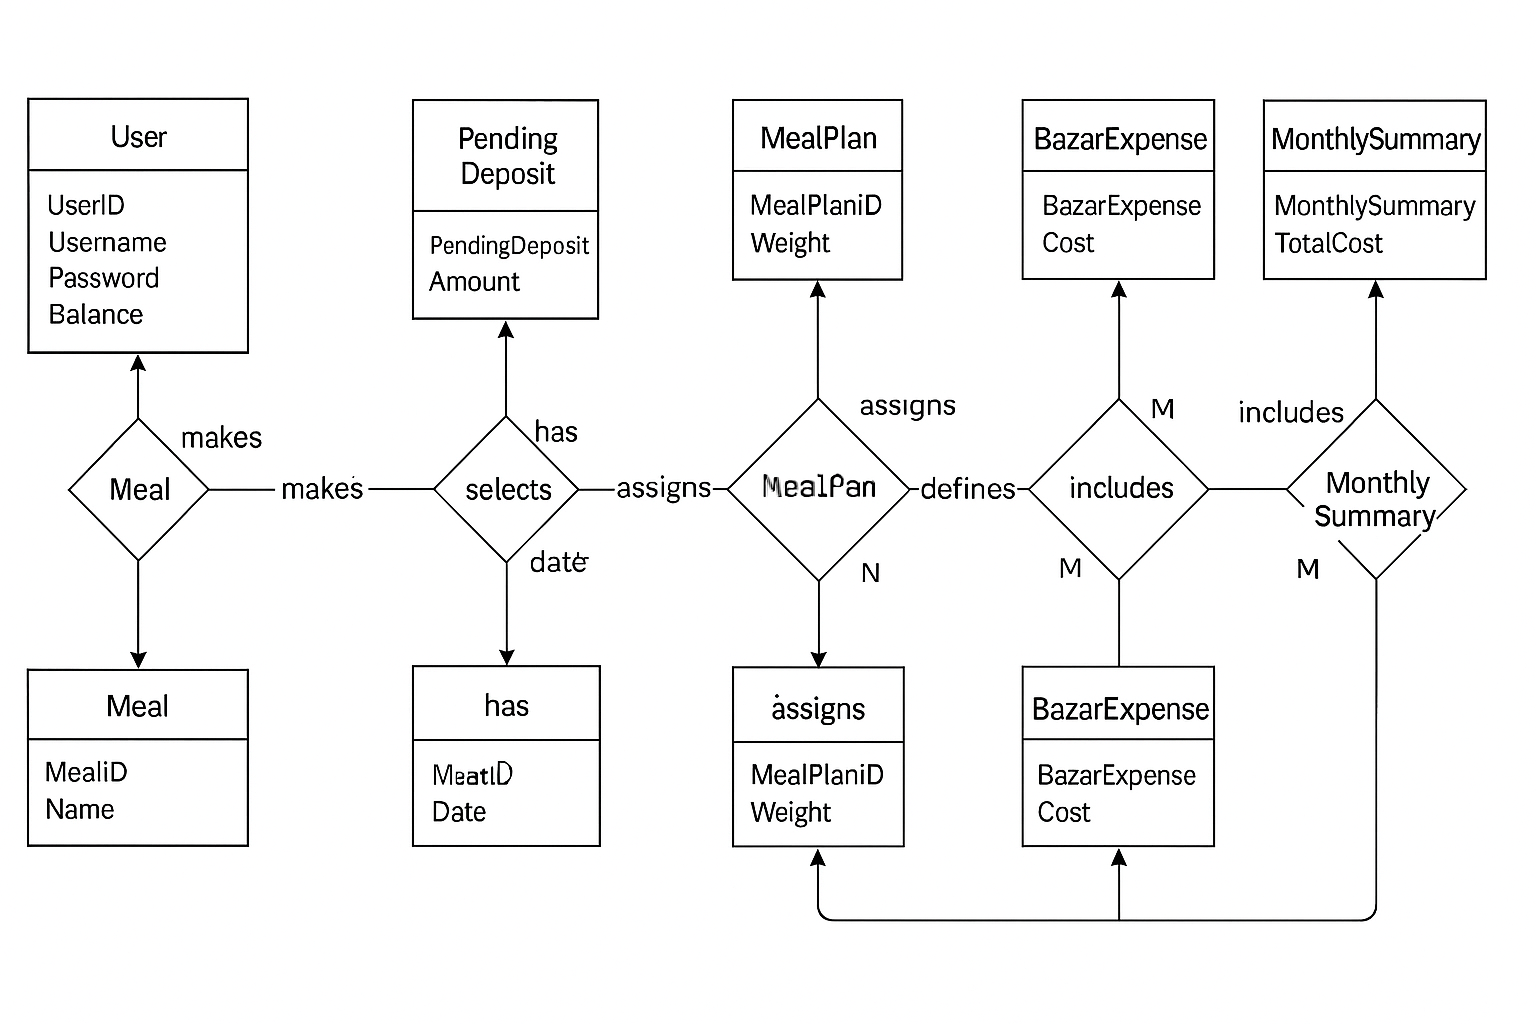 User
UserID
Username
Password
Balance
Pending
Deposit
PendingDeposit
Amount
MealPlan
MealPlaniD
Weight
BazarExpense
BazarExpense
Cost
MonthlySummary
MonthlySummary
TotalCost
makes
has
assigns
M
includes
Meal
makes
selects
assigns
MealPan
defines
includes
Monthly
Summary
date
N
M
M
Meal
MealiD
Name
has
Date
assigns
MealPlaniD
Weight
BazarExpense
BazarExpense
Cost